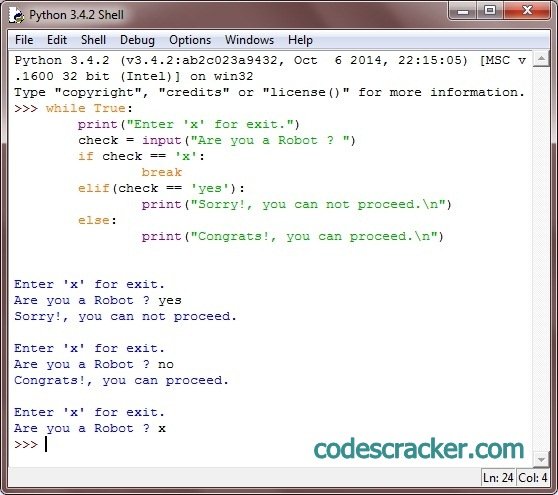 Python 3.4.2 Shell
File Edit Shell Debug Options Windows Help
Python 3.4.2 (v3.4.2:ab2c023a9432, Oct  6 2014, 22:15:05) [MSC v
.1600 32 bit (Intel)] on win32
Type "copyright", "credits" or "license()" for more information.
>>> while True:
        print("Enter 'x' for exit.")
        check = input("Are you a Robot ? ")
        if check == 'x':
                break
        elif(check == 'yes'):
                print("Sorry!, you can not proceed.\n")
        else:
                print("Congrats!, you can proceed.\n")
Enter 'x' for exit.
Are you a Robot ? yes
Sorry!, you can not proceed.
Enter 'x' for exit.
Are you a Robot ? no
Congrats!, you can proceed.
Enter 'x' for exit.
Are you a Robot ? x
>>>
codescracker.com
Ln: 24 Col: 4